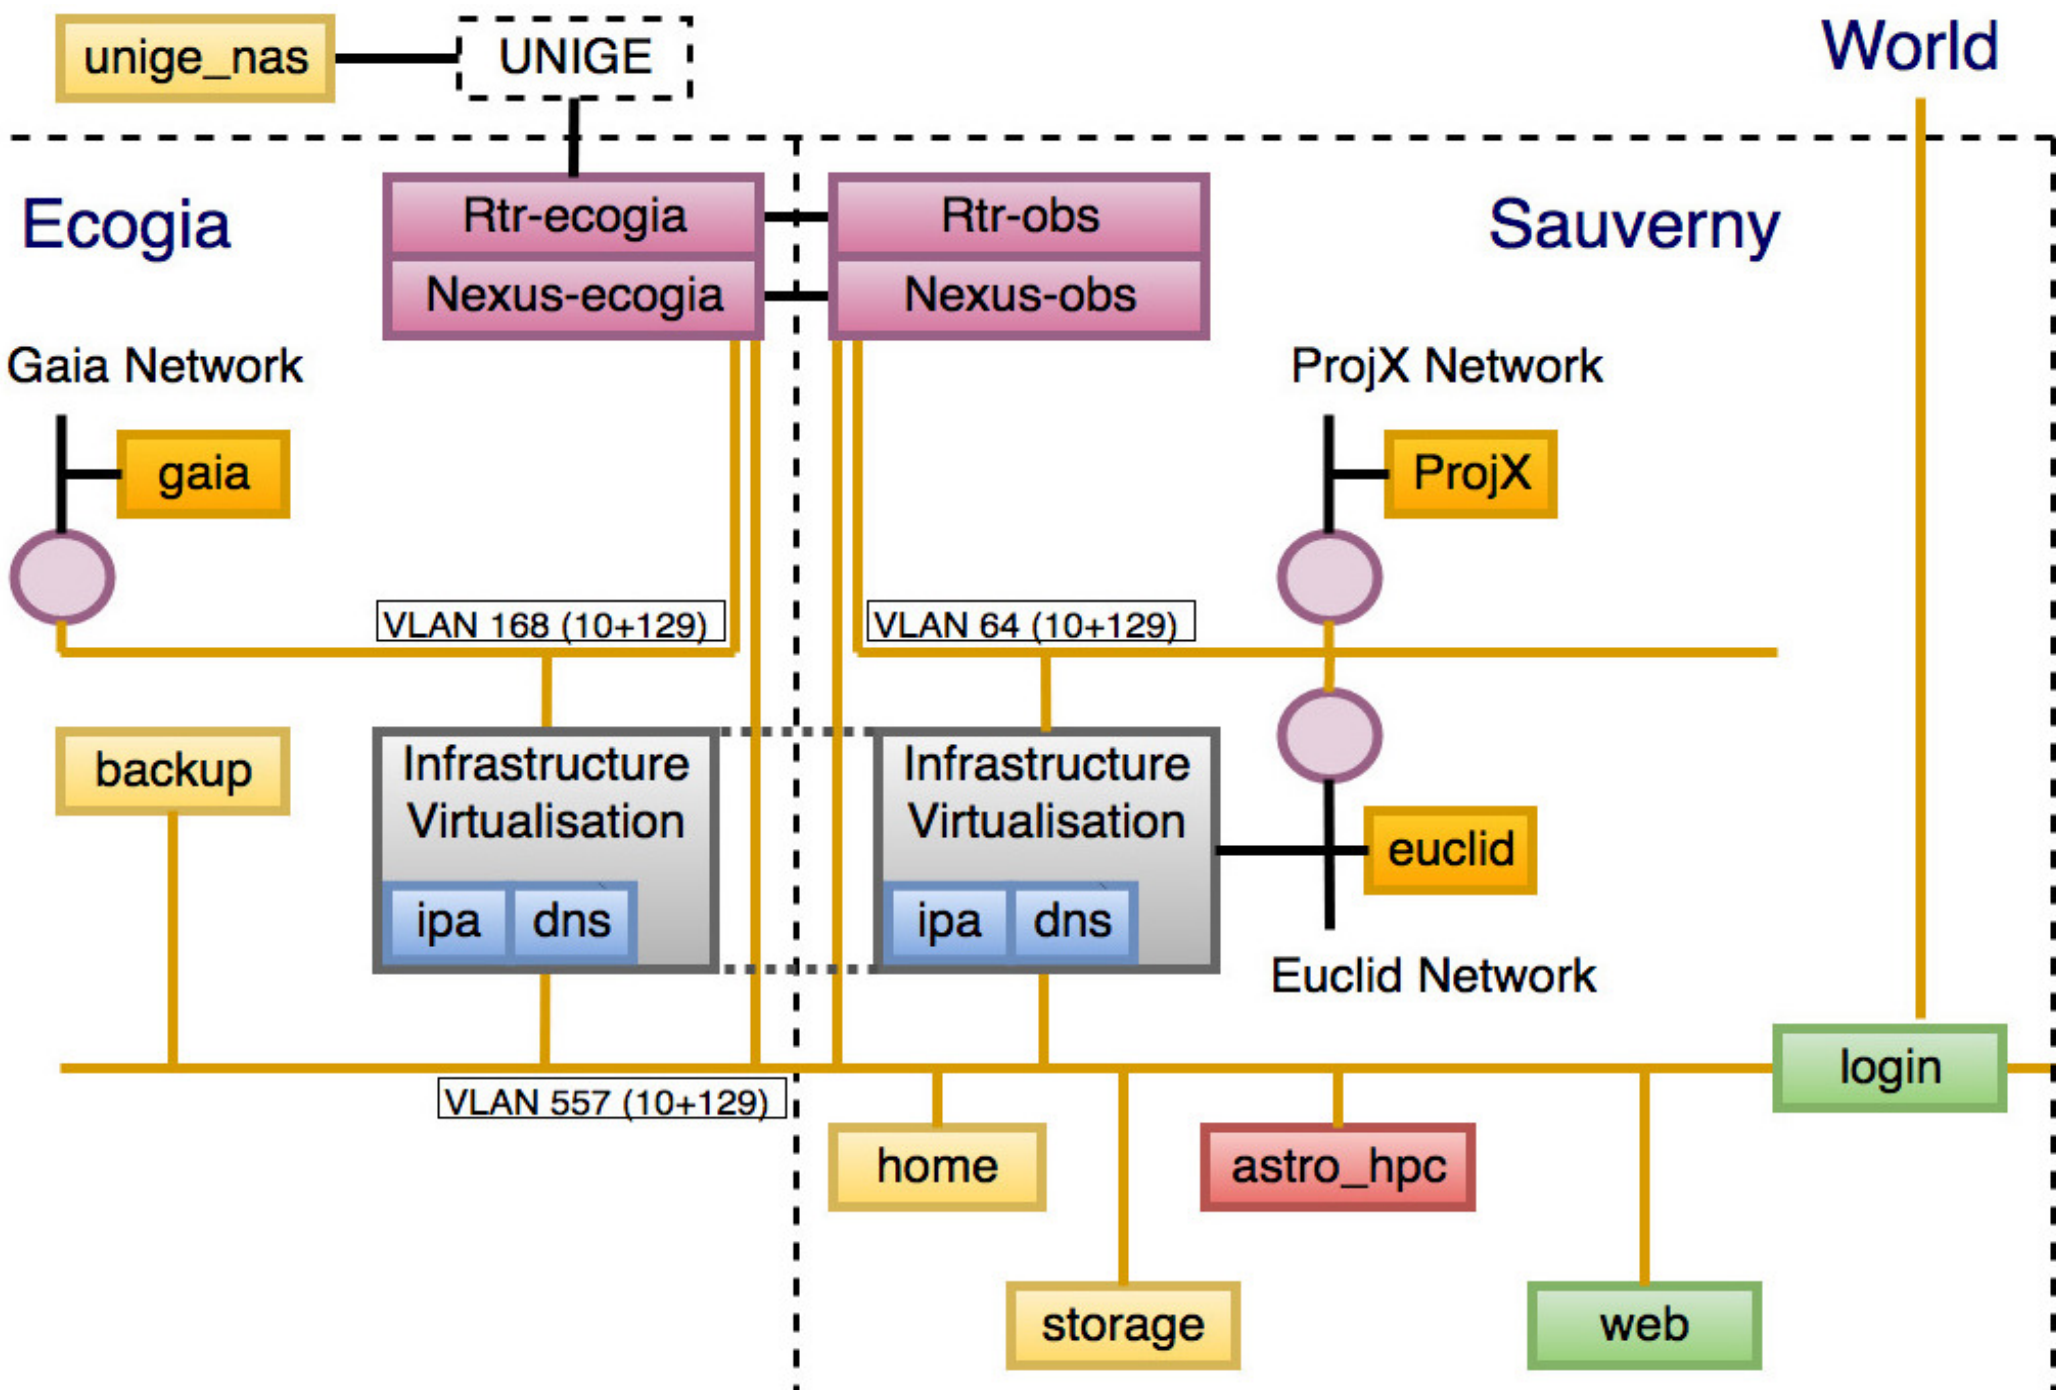 unige_nas
UNIGE
World
Ecogia
Rtr-ecogia
Rtr-obs
Sauverny
Nexus-ecogia
Nexus-obs
Gaia Network
ProjX Network
gaia
ProjX
VLAN 168 (10+129)
VLAN 64 (10+129)
backup
Infrastructure
Virtualisation
ipa
dns
Infrastructure
Virtualisation
ipa
dns
euclid
Euclid Network
login
VLAN 557 (10+129)
home
astro_hpc
storage
web